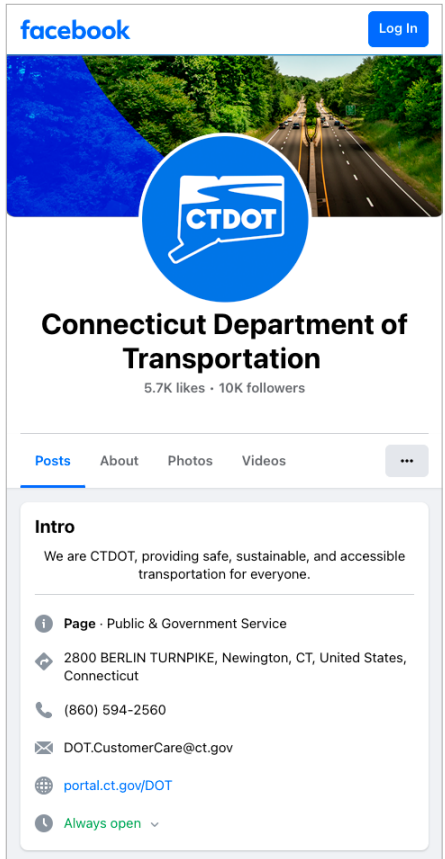 facebook
Log In
CTDOT
Connecticut Department of
Transportation
5.7K likes · 10K followers
Posts
About
Photos
Videos
Intro
We are CTDOT, providing safe, sustainable, and accessible
transportation for everyone.
Page · Public & Government Service
2800 BERLIN TURNPIKE, Newington, CT, United States,
Connecticut
(860) 594-2560
DOT.CustomerCare@ct.gov
portal.ct.gov/DOT
Always open